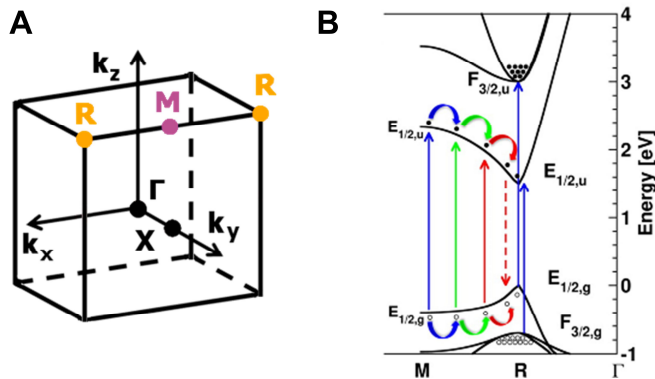 A
k_z
R
M
R
Γ
k_x
X
k_y
B
4
F_3/2,u
3
E_1/2,u
2
E_1/2,u
1
Energy [eV]
0
E_1/2,g
E_1/2,g
F_3/2,g
-1
M
R
Γ